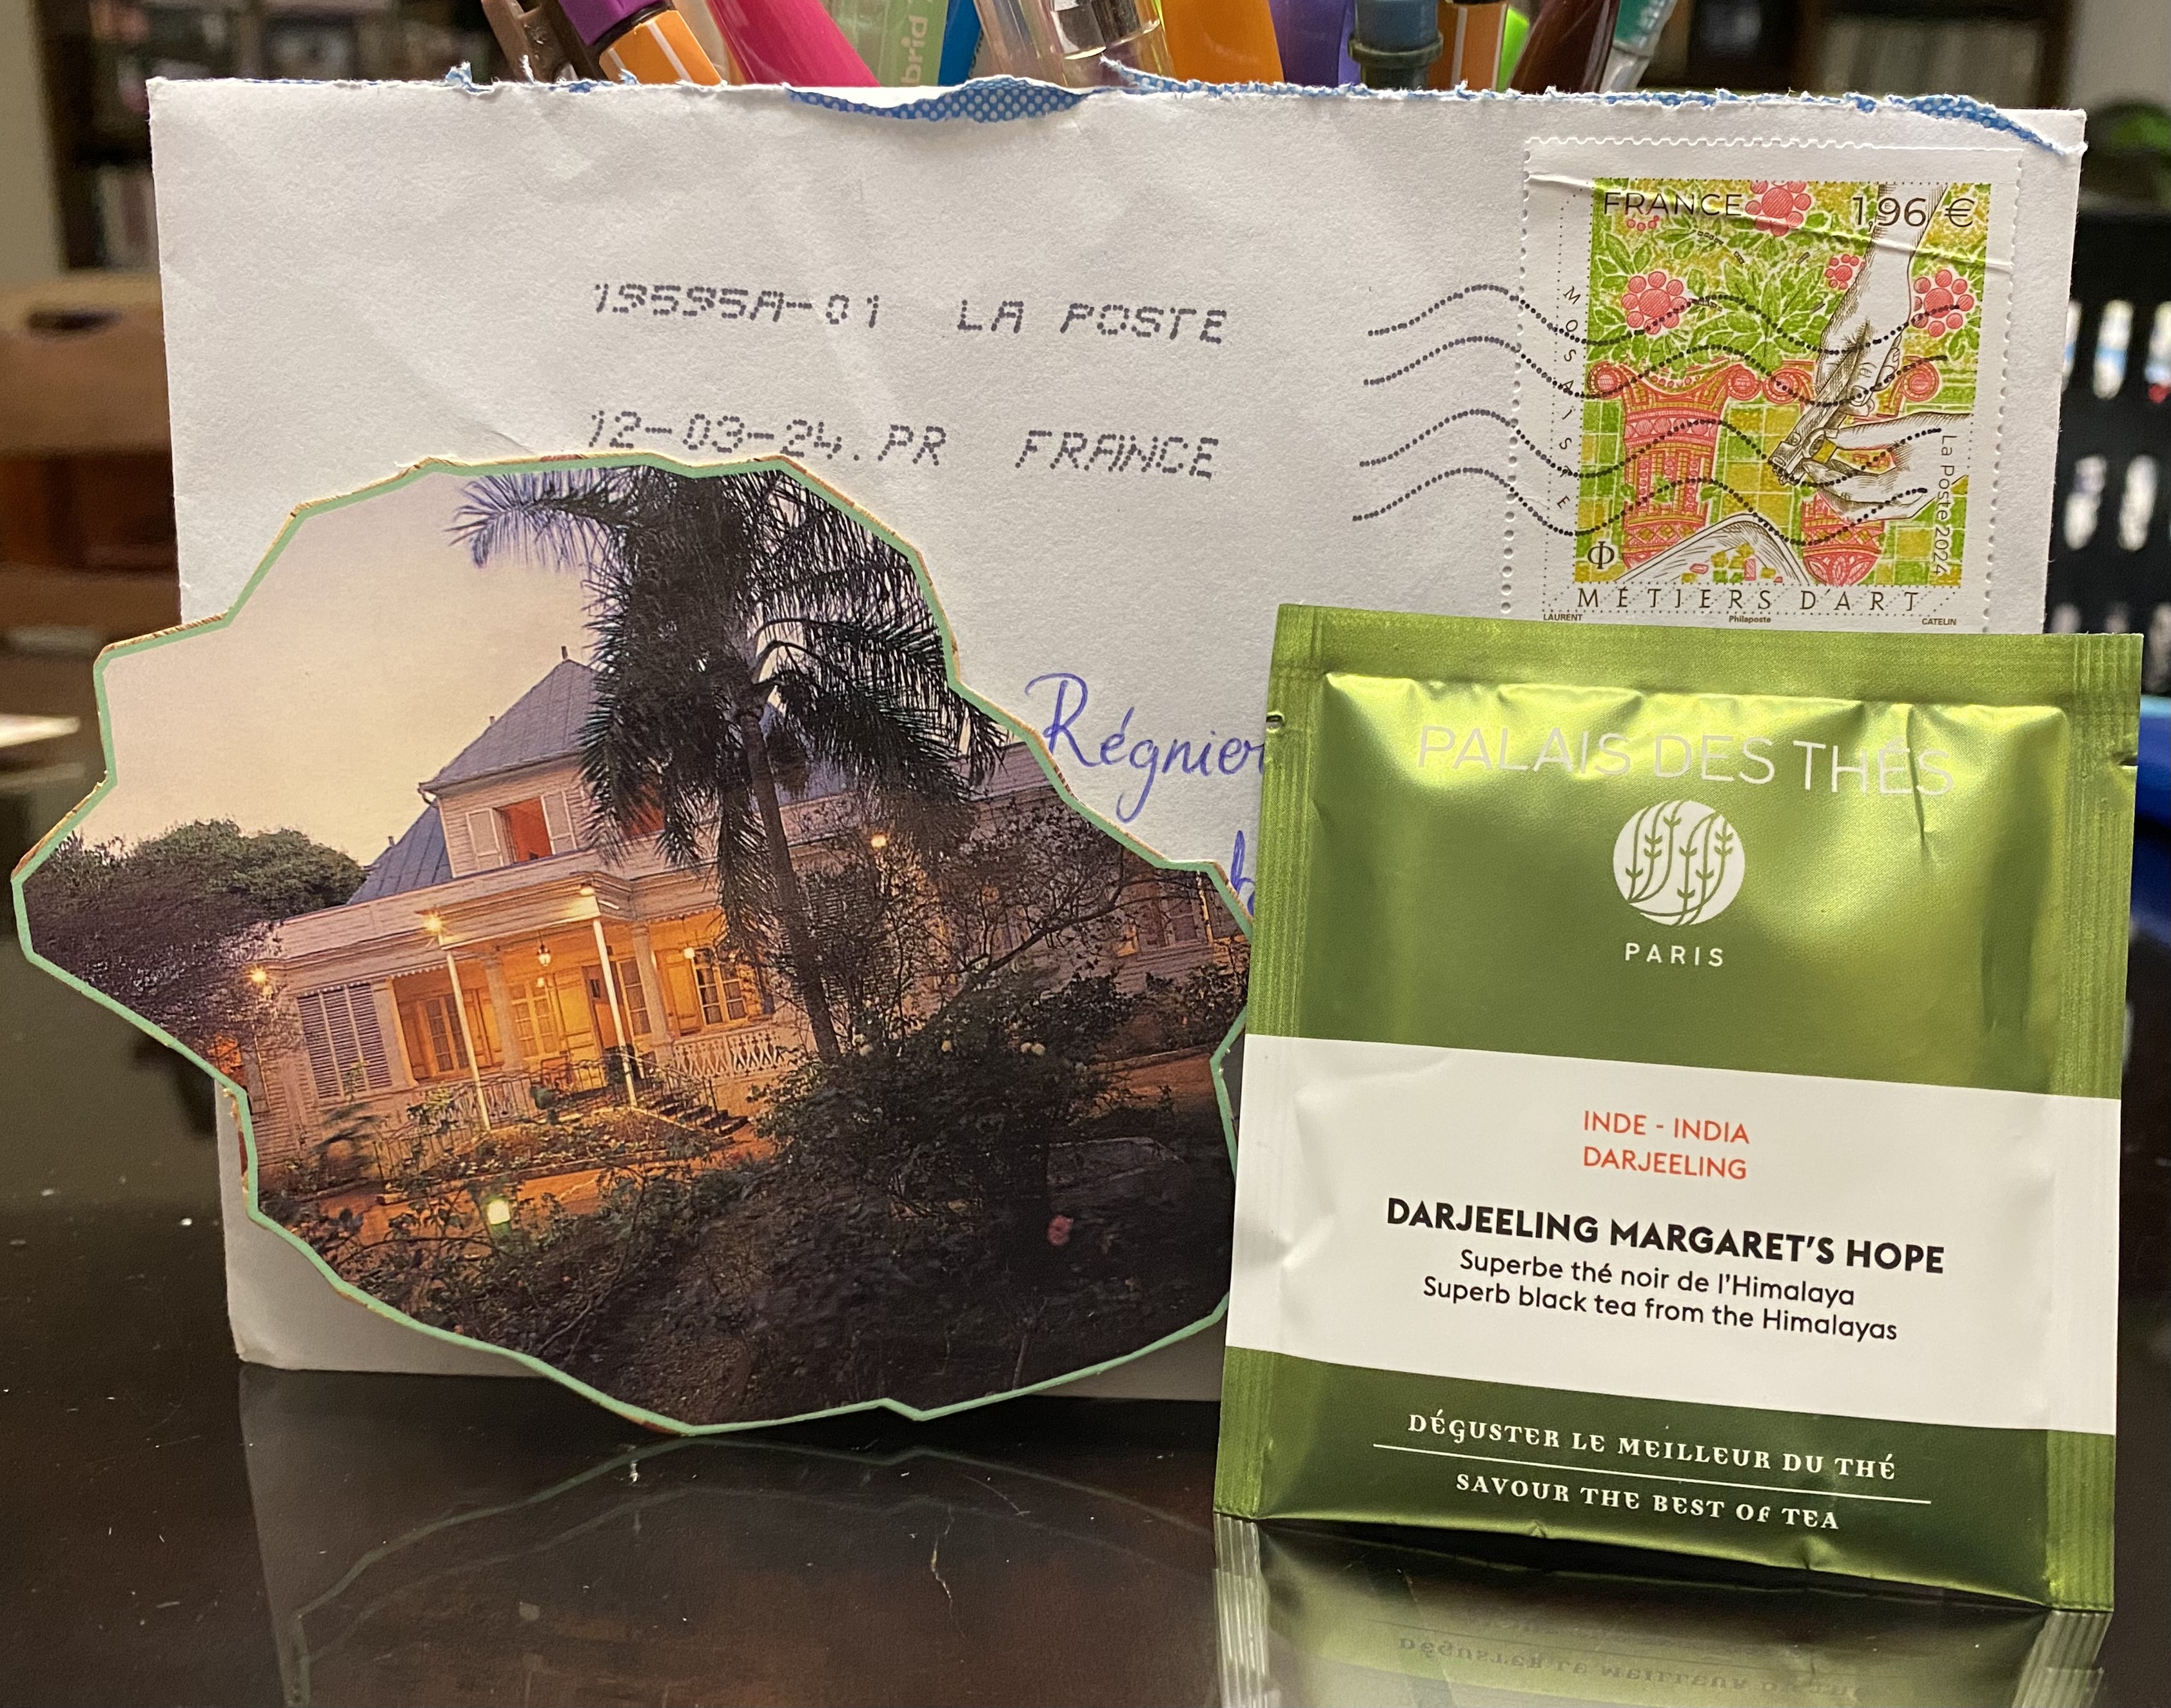 brid
FRANCE 1,96 €
MOSAÏSTE
La Poste 2024
Φ
MÉTIERS D'ART
LAURENT Philaposte CATELIN
19595A-01 LA POSTE
12-03-24.PR FRANCE
Régnier
PALAIS DES THÉS
PARIS
INDE - INDIA
DARJEELING
DARJEELING MARGARET'S HOPE
Superbe thé noir de l'Himalaya
Superb black tea from the Himalayas
DÉGUSTER LE MEILLEUR DU THÉ
SAVOUR THE BEST OF TEA